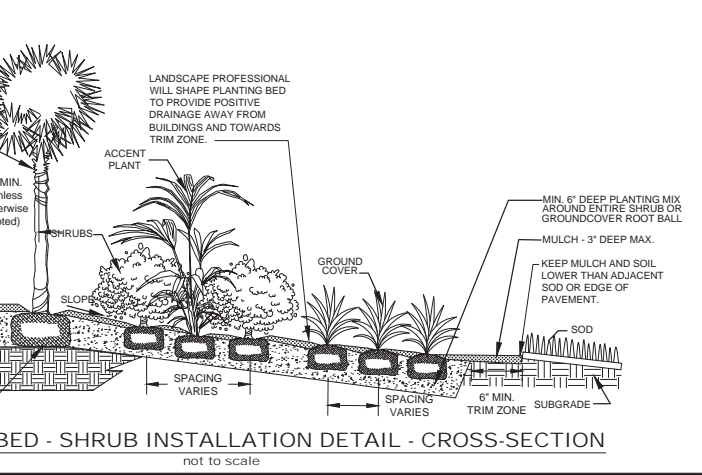 LANDSCAPE PROFESSIONAL
WILL SHAPE PLANTING BED
TO PROVIDE POSITIVE
DRAINAGE AWAY FROM
BUILDINGS AND TOWARDS
TRIM ZONE.
ACCENT
PLANT
MIN.
nless
erwise
oted)
SHRUBS
SLOPE
GROUND
COVER
MIN. 6" DEEP PLANTING MIX
AROUND ENTIRE SHRUB OR
GROUNDCOVER ROOT BALL
MULCH - 3" DEEP MAX.
KEEP MULCH AND SOIL
LOWER THAN ADJACENT
SOD OR EDGE OF
PAVEMENT.
SOD
SPACING
VARIES
SPACING
VARIES
6" MIN.
TRIM ZONE
SUBGRADE
BED - SHRUB INSTALLATION DETAIL - CROSS-SECTION
not to scale